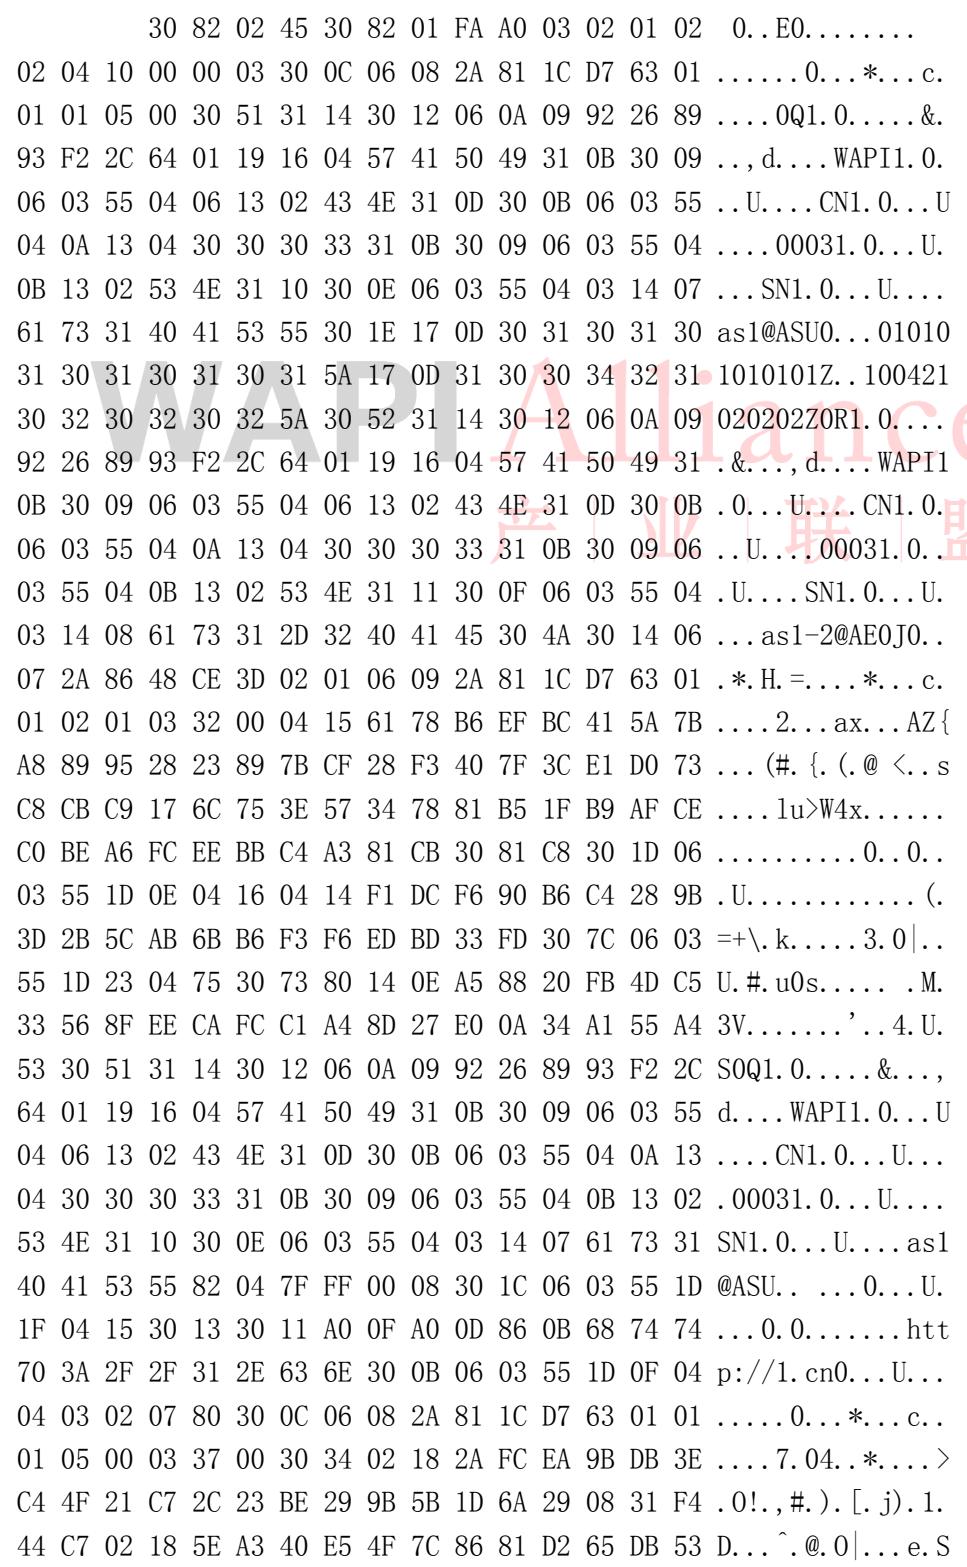 30 82 02 45 30 82 01 FA A0 03 02 01 02 0..E0........
02 04 10 00 00 03 30 0C 06 08 2A 81 1C D7 63 01 ......0...*...c.
01 01 05 00 30 51 31 14 30 12 06 0A 09 92 26 89 ....0Q1.0.....&.
93 F2 2C 64 01 19 16 04 57 41 50 49 31 0B 30 09 ..,d....WAPI1.0.
06 03 55 04 06 13 02 43 4E 31 0D 30 0B 06 03 55 ..U....CN1.0...U
04 0A 13 04 30 30 30 33 31 0B 30 09 06 03 55 04 ....00031.0...U.
0B 13 02 53 4E 31 10 30 0E 06 03 55 04 03 14 07 ...SN1.0...U....
61 73 31 40 41 53 55 30 1E 17 0D 30 31 30 31 30 as1@ASU0...01010
31 30 31 30 31 30 31 5A 17 0D 31 30 30 34 32 31 1010101Z..100421
30 32 30 32 30 32 5A 30 52 31 14 30 12 06 0A 09 020202Z0R1.0....
92 26 89 93 F2 2C 64 01 19 16 04 57 41 50 49 31 .&...,d....WAPI1
0B 30 09 06 03 55 04 06 13 02 43 4E 31 0D 30 0B .0...U....CN1.0.
06 03 55 04 0A 13 04 30 30 30 33 31 0B 30 09 06 ..U....00031.0..
03 55 04 0B 13 02 53 4E 31 11 30 0F 06 03 55 04 .U....SN1.0...U.
03 14 08 61 73 31 2D 32 40 41 45 30 4A 30 14 06 ...as1-2@AE0J0..
07 2A 86 48 CE 3D 02 01 06 09 2A 81 1C D7 63 01 .*.H.=....*...c.
01 02 01 03 32 00 04 15 61 78 B6 EF BC 41 5A 7B ....2...ax...AZ{
A8 89 95 28 23 89 7B CF 28 F3 40 7F 3C E1 D0 73 ...(#.{.(.@ <..s
C8 CB C9 17 6C 75 3E 57 34 78 81 B5 1F B9 AF CE ....lu>W4x......
C0 BE A6 FC EE BB C4 A3 81 CB 30 81 C8 30 1D 06 ..........0..0..
03 55 1D 0E 04 16 04 14 F1 DC F6 90 B6 C4 28 9B .U............(.
3D 2B 5C AB 6B B6 F3 F6 ED BD 33 FD 30 7C 06 03 =+\.k.....3.0|..
55 1D 23 04 75 30 73 80 14 0E A5 88 20 FB 4D C5 U.#.u0s..... .M.
33 56 8F EE CA FC C1 A4 8D 27 E0 0A 34 A1 55 A4 3V.......'..4.U.
53 30 51 31 14 30 12 06 0A 09 92 26 89 93 F2 2C S0Q1.0.....&...,
64 01 19 16 04 57 41 50 49 31 0B 30 09 06 03 55 d....WAPI1.0...U
04 06 13 02 43 4E 31 0D 30 0B 06 03 55 04 0A 13 ....CN1.0...U...
04 30 30 30 33 31 0B 30 09 06 03 55 04 0B 13 02 .00031.0...U....
53 4E 31 10 30 0E 06 03 55 04 03 14 07 61 73 31 SN1.0...U....as1
40 41 53 55 82 04 7F FF 00 08 30 1C 06 03 55 1D @ASU.. ...0...U.
1F 04 15 30 13 30 11 A0 0F A0 0D 86 0B 68 74 74 ...0.0.......htt
70 3A 2F 2F 31 2E 63 6E 30 0B 06 03 55 1D 0F 04 p://1.cn0...U...
04 03 02 07 80 30 0C 06 08 2A 81 1C D7 63 01 01 .....0...*...c..
01 05 00 03 37 00 30 34 02 18 2A FC EA 9B DB 3E ....7.04..*....>
C4 4F 21 C7 2C 23 BE 29 9B 5B 1D 6A 29 08 31 F4 .O!.,#.).[.j).1.
44 C7 02 18 5E A3 40 E5 4F 7C 86 81 D2 65 DB 53 D...^.@.O|...e.S
WAPI Alliance
产 | 业 | 联 | 盟